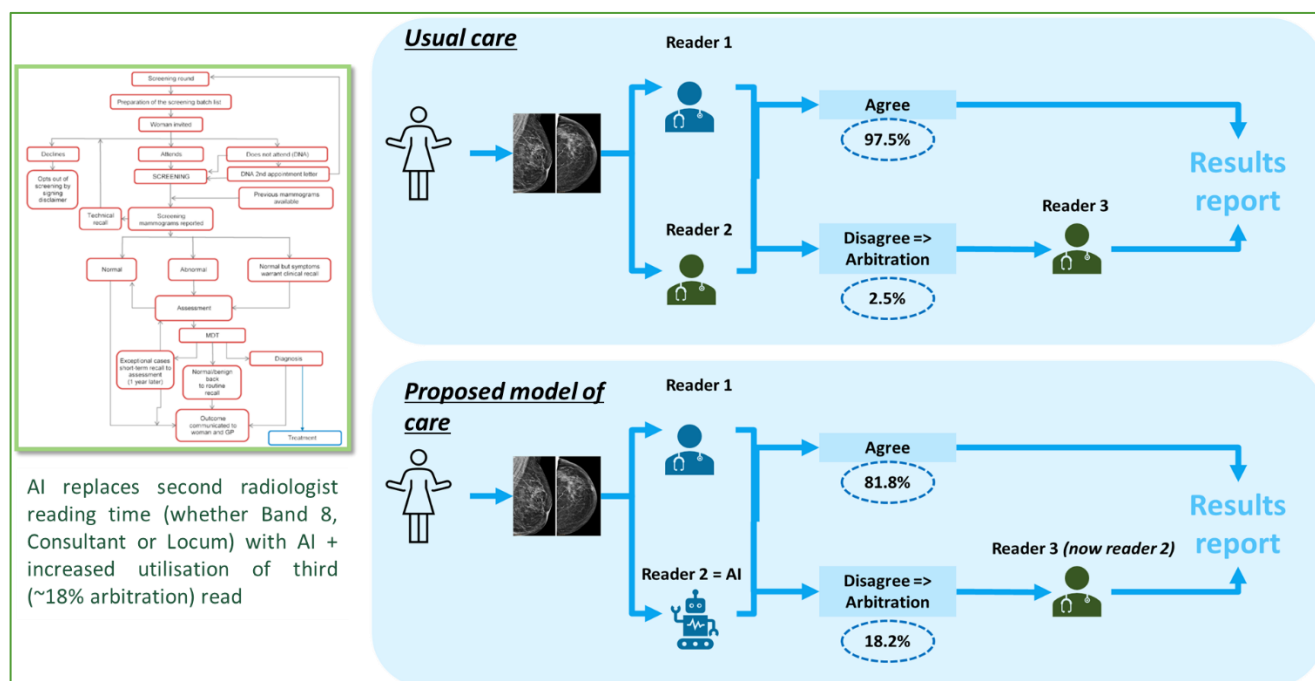 Screening round
Preparation of the screening batch list
Woman invited
Declines
Attends
Does not attend (DNA)
Opts out of
screening by
signing
disclaimer
SCREENING
DNA 2nd appointment letter
Previous mammograms
available
Technical
recall
Screening
mammograms reported
Normal
Abnormal
Normal but symptoms
warrant clinical recall
Assessment
MDT
Exceptional cases
short-term recall to
assessment
(1 year later)
Normal/benign
back
to routine
recall
Diagnosis
Outcome
communicated to
woman and GP
Treatment
AI replaces second radiologist
reading time (whether Band 8,
Consultant or Locum) with AI +
increased utilisation of third
(~18% arbitration) read
Usual care
Reader 1
Agree
97.5%
Reader 2
Disagree =>
Arbitration
2.5%
Reader 3
Results
report
Proposed model of
care
Reader 1
Agree
81.8%
Reader 2 = AI
Disagree =>
Arbitration
18.2%
Reader 3 (now reader 2)
Results
report